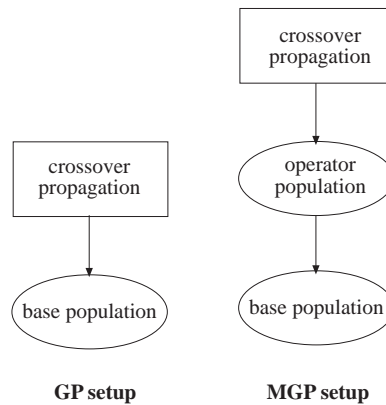 crossover
propagation
base population
GP setup
crossover
propagation
operator
population
base population
MGP setup